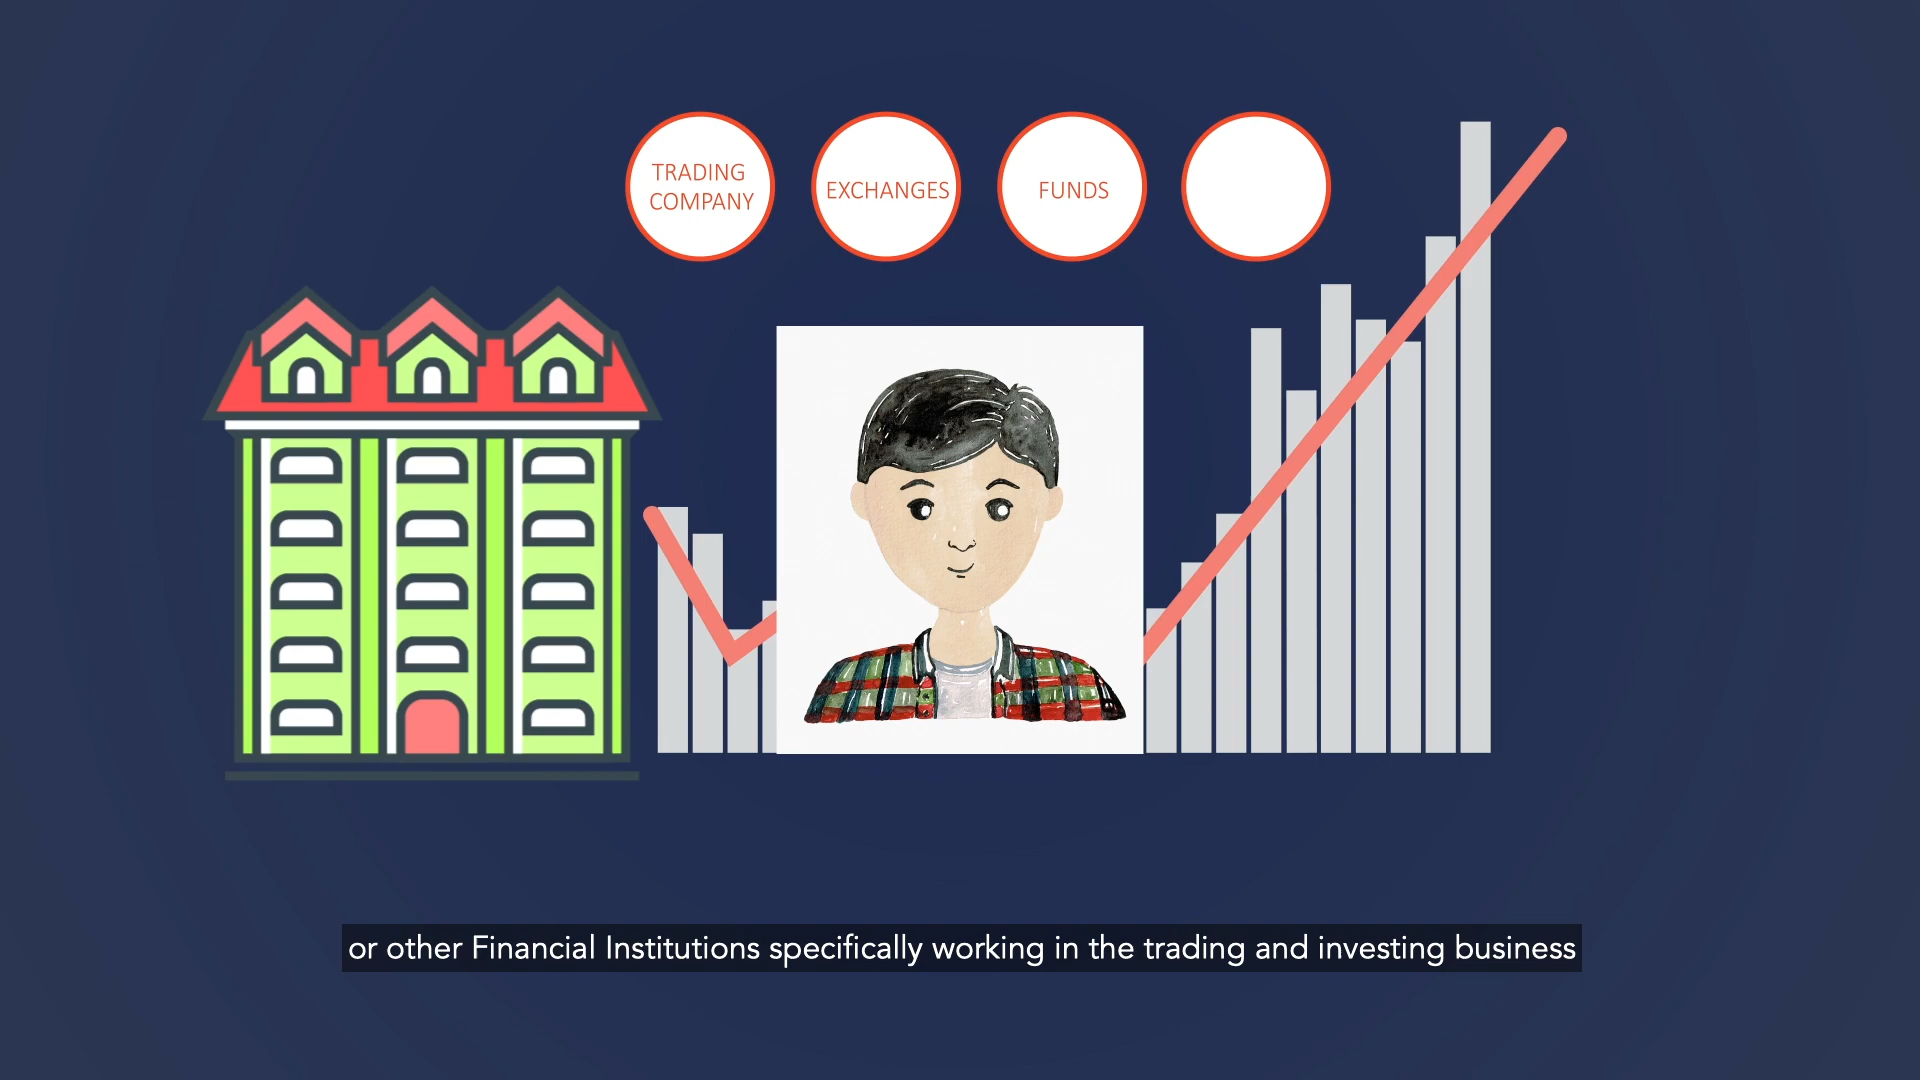 TRADING
COMPANY
EXCHANGES
FUNDS
or other Financial Institutions specifically working in the trading and investing business